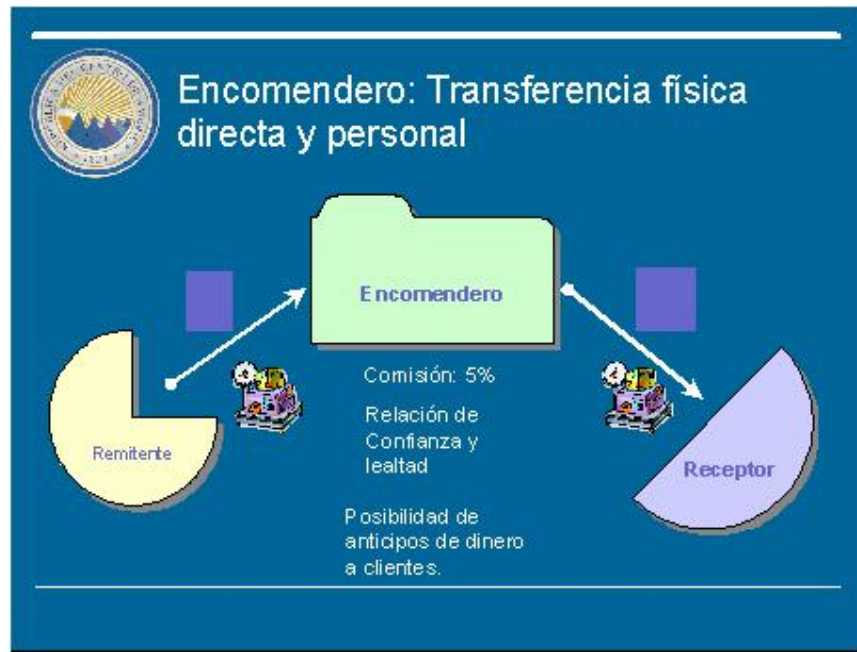 Encomendero: Transferencia física
directa y personal
Encomendero
Comisión: 5%
Relación de
Confianza y
lealtad
Remitente
Receptor
Posibilidad de
anticipos de dinero
a clientes.